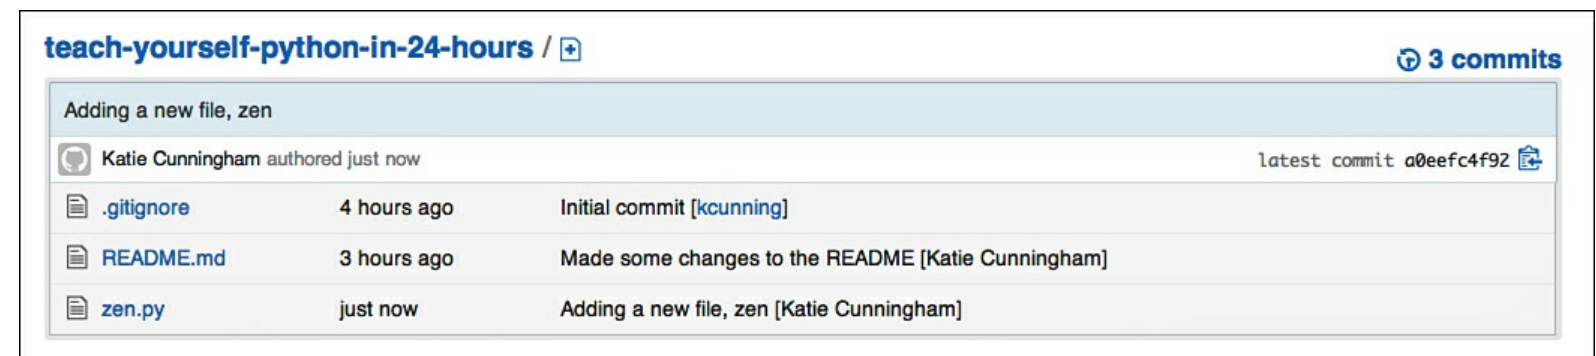 teach-yourself-python-in-24-hours /
3 commits
Adding a new file, zen
Katie Cunningham authored just now
latest commit a0eefc4f92
.gitignore 4 hours ago Initial commit [kcunning]
README.md 3 hours ago Made some changes to the README [Katie Cunningham]
zen.py just now Adding a new file, zen [Katie Cunningham]